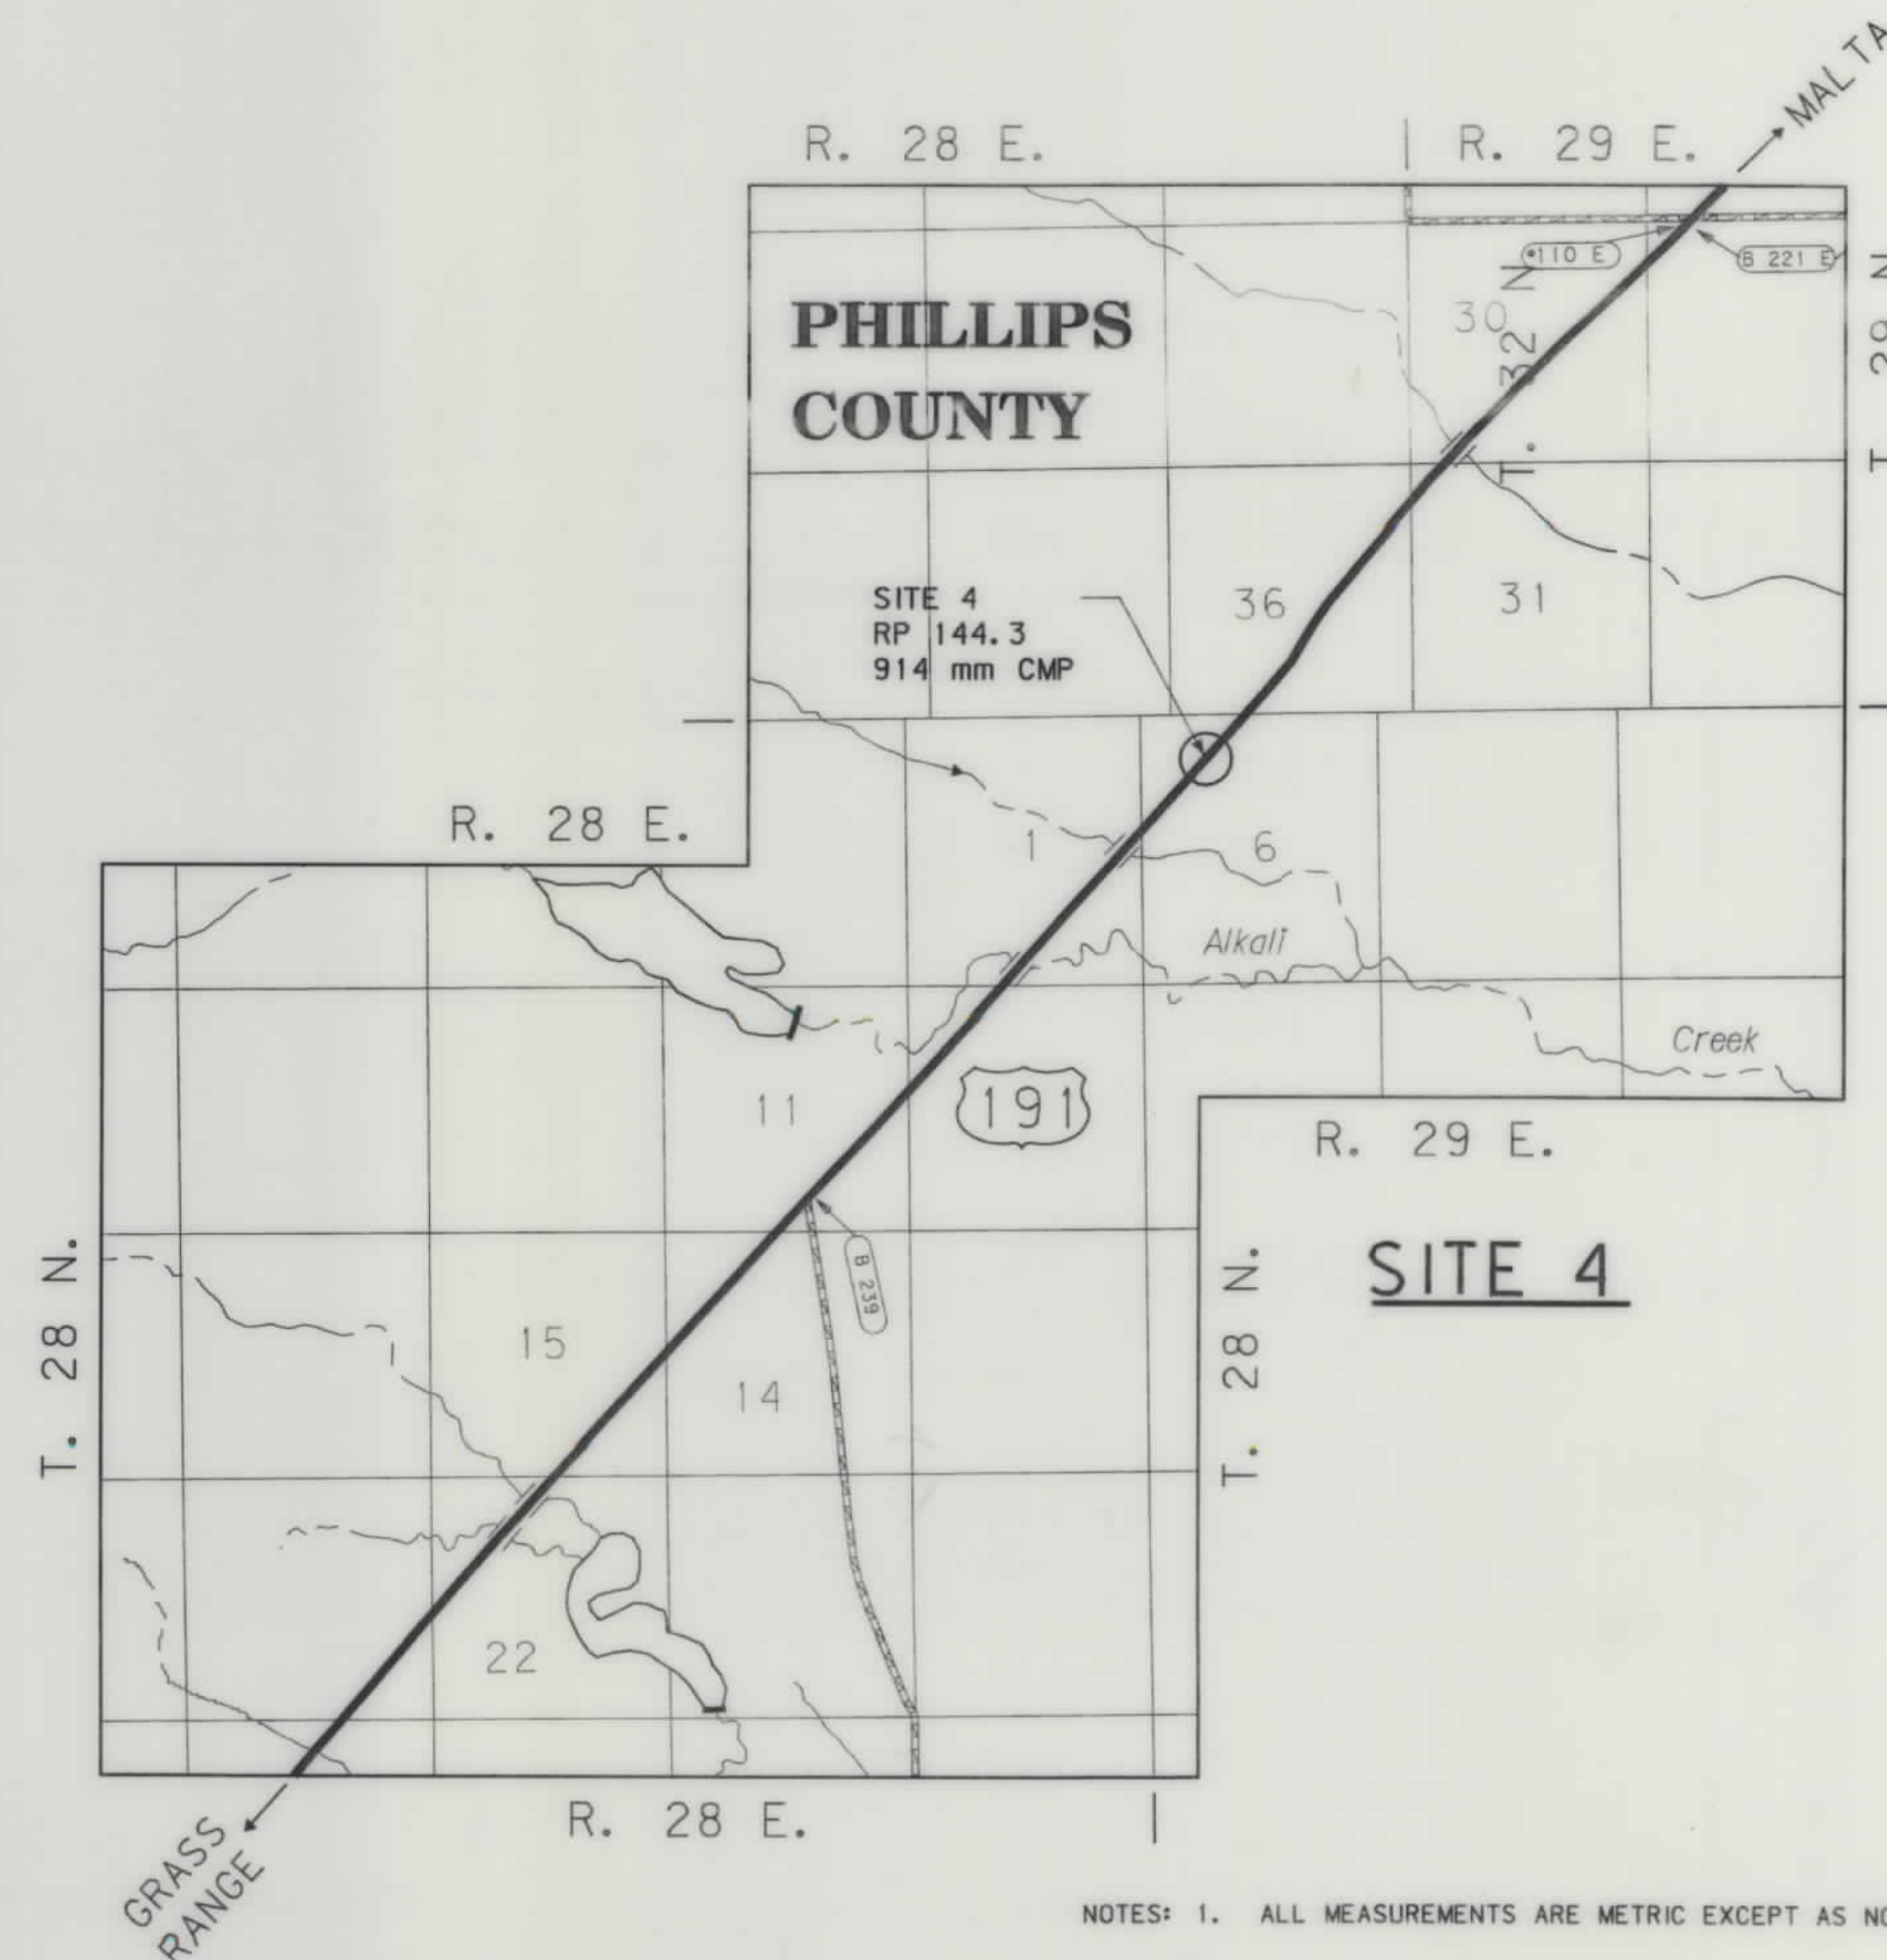 MALTA
R. 28 E.
R. 29 E.
110 E
B 221 E
PHILLIPS
COUNTY
30
T. 32 N
T 29 N
SITE 4
RP 144.3
914 mm CMP
36
31
R. 28 E.
1
6
Alkali
Creek
11
191
R. 29 E.
T. 28 N.
B 239
T. 28 N.
SITE 4
15
14
22
R. 28 E.
GRASS
RANGE
NOTES: 1. ALL MEASUREMENTS ARE METRIC EXCEPT AS